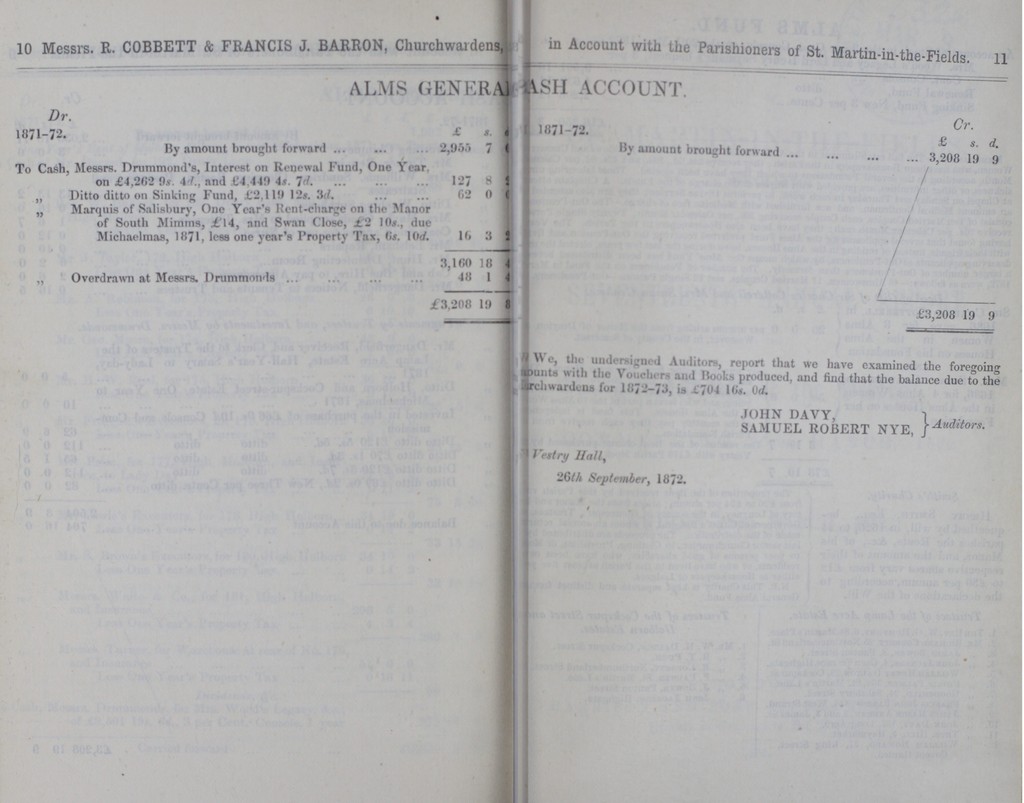 10 Messrs. R. COBBETT & FRANCIS J. BARRON, Churchwardens,
ALMS GENERA
Dr.
1871-72. £ s.
By amount brought forward ... ... ... 2,955 7
To Cash, Messrs. Drummond's, Interest on Renewal Fund, One Year,
on £4,262 9s. 4d., and £4,449 4s. 7d. ... ... ... 127 8
„ Ditto ditto on Sinking Fund, £2,119 12s. 3d. ... ... 62 0
„ Marquis of Salisbury, One Year's Rent-charge on the Manor
of South Mimms, £14, and Swan Close, £2 10s., due
Michaelmas, 1871, less one year's Property Tax, 6s. 10d. 16 3
3,160 18
„ Overdrawn at Messrs. Drummonds ... ... ... ... 48 1
£3,208 19 8
in Account with the Parishioners of St. Martin-in-the-Fields. 11
ASH ACCOUNT.
Cr.
1871-72. £ s. d.
By amount brought forward ... ... ... ... 3,208 19 9
£3,208 19 9
We, the undersigned Auditors, report that we have examined the foregoing
ounts with the Vouchers and Books produced, and find that the balance due to the
rchwardens for 1872-73, is £704 16s. 0d.
JOHN DAVY,
SAMUEL ROBERT NYE, } Auditors.
Vestry Hall,
26th September, 1872.